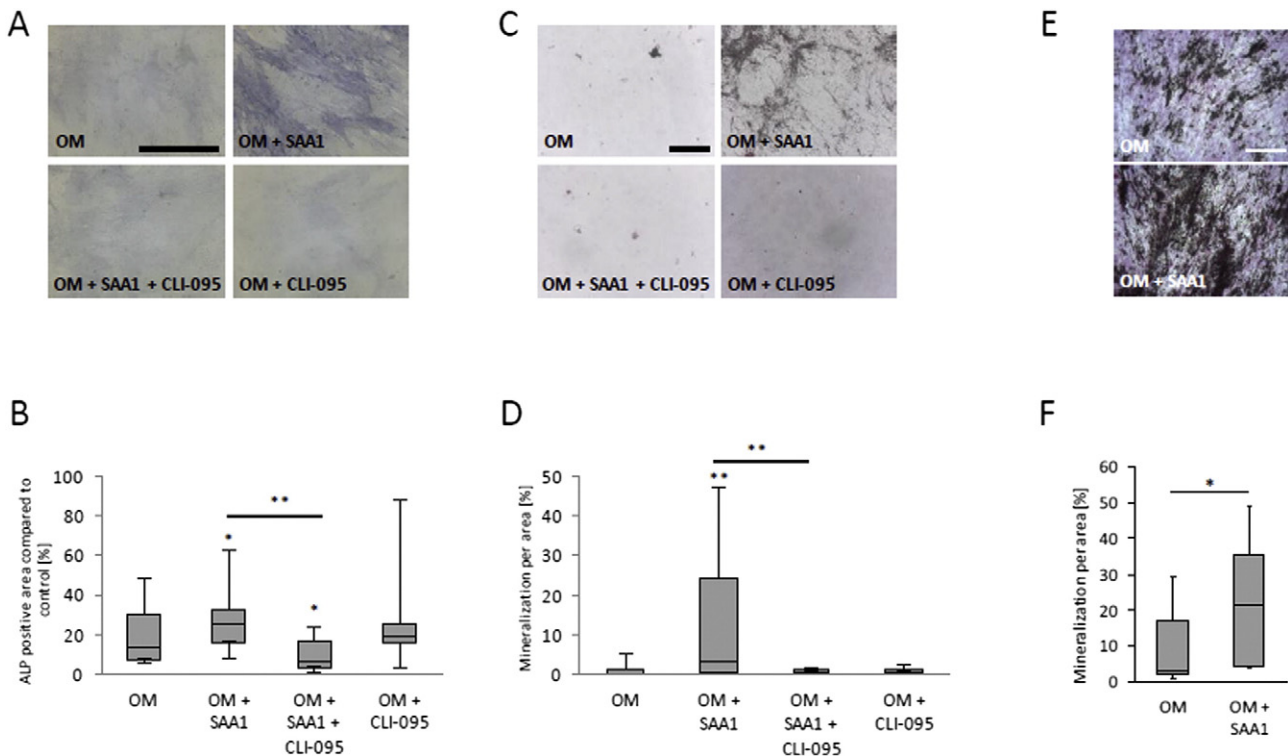 A
OM
OM + SAA1
OM + SAA1 + CLI-095
OM + CLI-095
C
OM
OM + SAA1
OM + SAA1 + CLI-095
OM + CLI-095
E
OM
OM + SAA1
B
ALP positive area compared to
control [%]
100
80
60
40
20
0
*
**
*
OM
OM +
SAA1
OM +
SAA1 +
CLI-095
OM +
CLI-095
D
Mineralization per area [%]
50
40
30
20
10
0
**
**
OM
OM +
SAA1
OM +
SAA1 +
CLI-095
OM +
CLI-095
F
Mineralization per area [%]
60
50
40
30
20
10
0
*
OM
OM +
SAA1